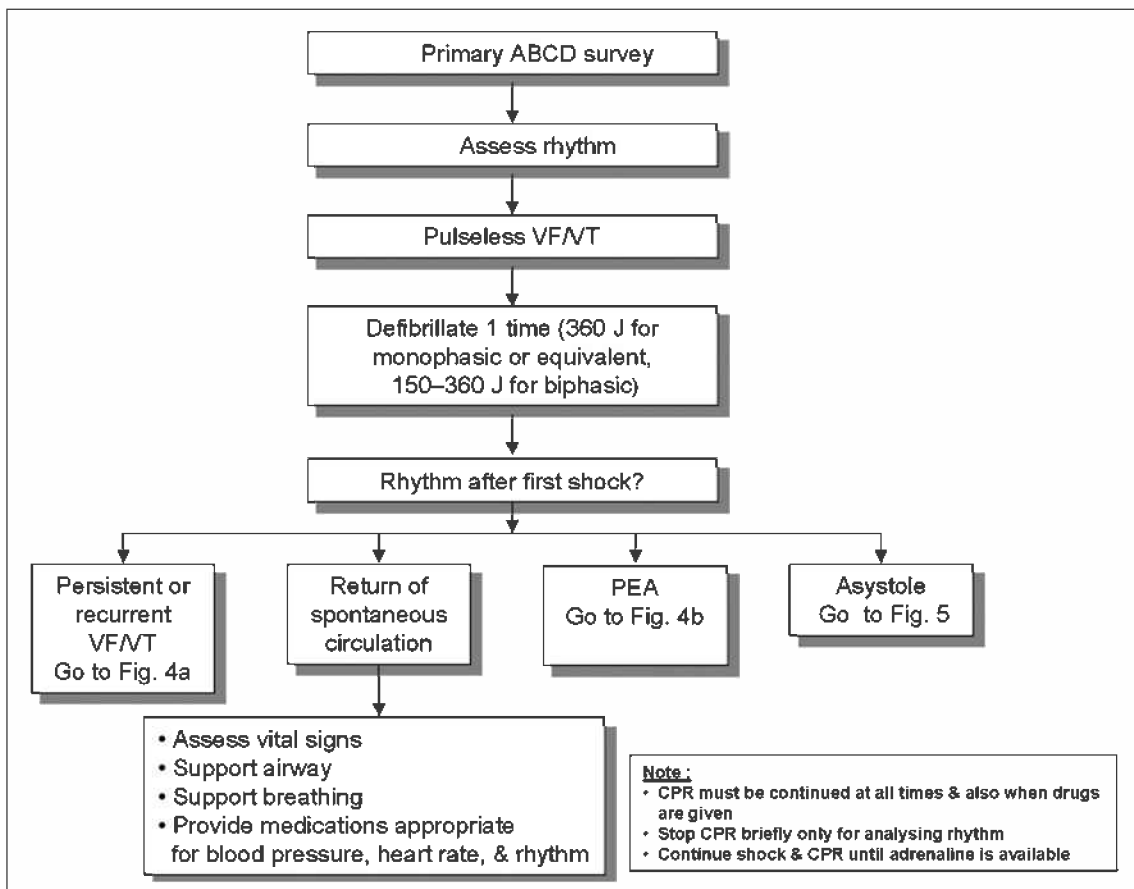 Primary ABCD survey
Assess rhythm
Pulseless VF/VT
Defibrillate 1 time (360 J for
monophasic or equivalent,
150–360 J for biphasic)
Rhythm after first shock?
Persistent or
recurrent
VF/VT
Go to Fig. 4a
Return of
spontaneous
circulation
PEA
Go to Fig. 4b
Asystole
Go to Fig. 5
• Assess vital signs
• Support airway
• Support breathing
• Provide medications appropriate
for blood pressure, heart rate, & rhythm
Note :
• CPR must be continued at all times & also when drugs
are given
• Stop CPR briefly only for analysing rhythm
• Continue shock & CPR until adrenaline is available